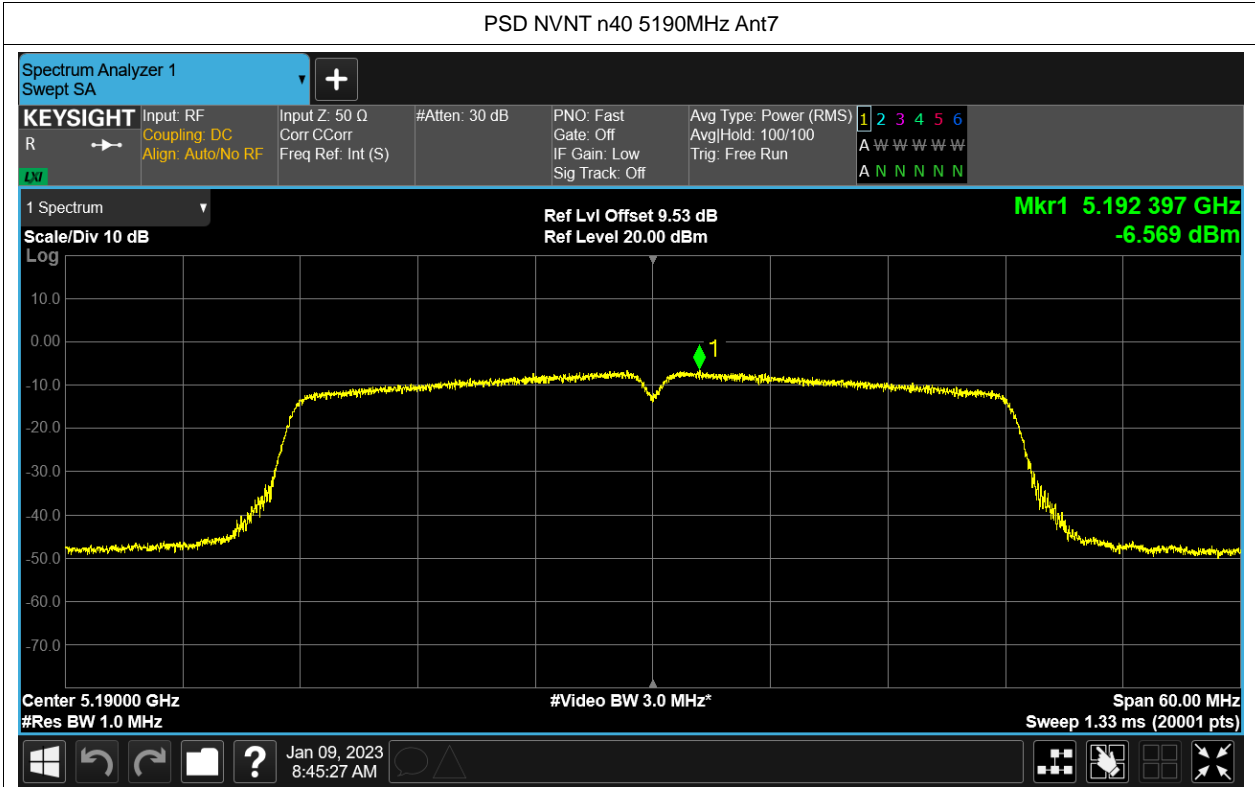 PSD NVNT n40 5190MHz Ant7
Spectrum Analyzer 1
Swept SA
KEYSIGHT
R
LXI
Input: RF
Coupling: DC
Align: Auto/No RF
Input Z: 50 Ω
Corr CCorr
Freq Ref: Int (S)
#Atten: 30 dB
PNO: Fast
Gate: Off
IF Gain: Low
Sig Track: Off
Avg Type: Power (RMS)
Avg|Hold: 100/100
Trig: Free Run
1 2 3 4 5 6
A W W W W W
A N N N N N
1 Spectrum
Scale/Div 10 dB
Log
Ref Lvl Offset 9.53 dB
Ref Level 20.00 dBm
Mkr1 5.192 397 GHz
-6.569 dBm
10.0
0.00
-10.0
-20.0
-30.0
-40.0
-50.0
-60.0
-70.0
1
Center 5.19000 GHz
#Res BW 1.0 MHz
#Video BW 3.0 MHz*
Span 60.00 MHz
Sweep 1.33 ms (20001 pts)
?
Jan 09, 2023
8:45:27 AM